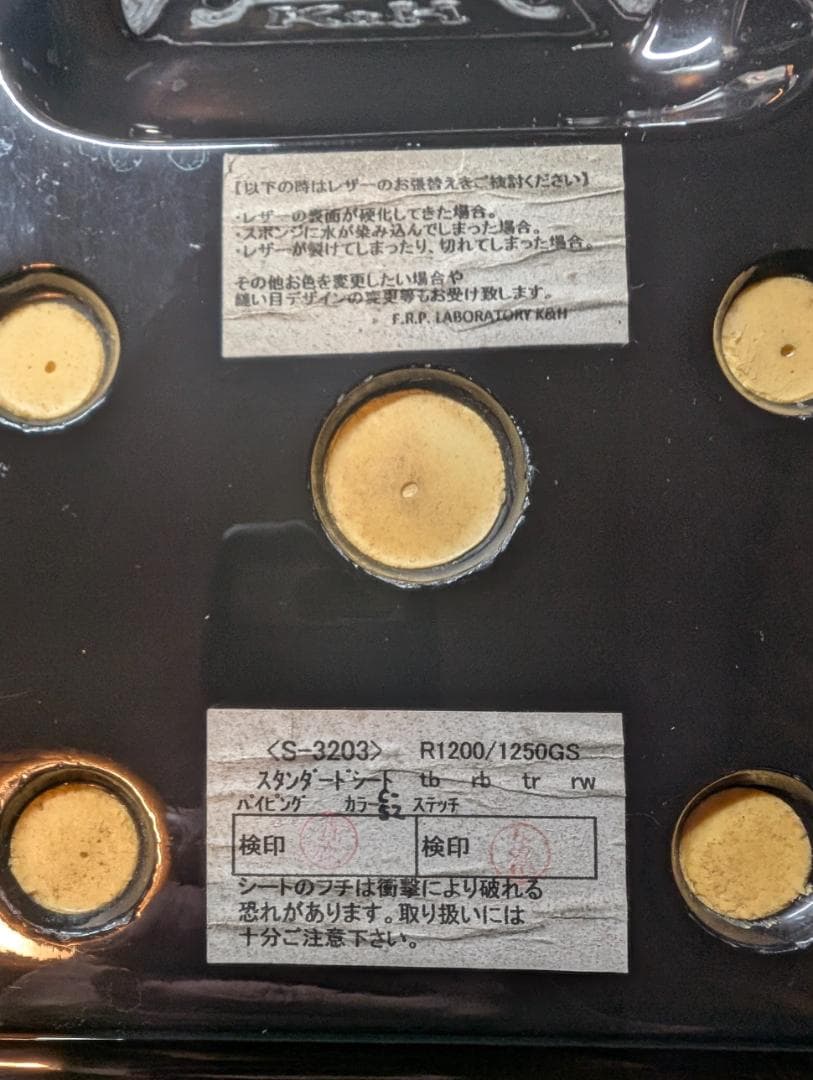 K&H
【以下の時はレザーのお張替えをご検討ください】
・レザーの表面が硬化してきた場合。
・スポンジに水が染み込んでしまった場合。
・レザーが裂けてしまったり、切れてしまった場合。
その他お色を変更したい場合や
縫い目デザインの変更等もお受け致します。
F.R.P. LABORATORY K&H
<S-3203> R1200/1250GS
スタンダードシート tb rb tr rw
パイピング カラー C-52 ステッチ
検印 検印
シートのフチは衝撃により破れる
恐れがあります。取り扱いには
十分ご注意下さい。